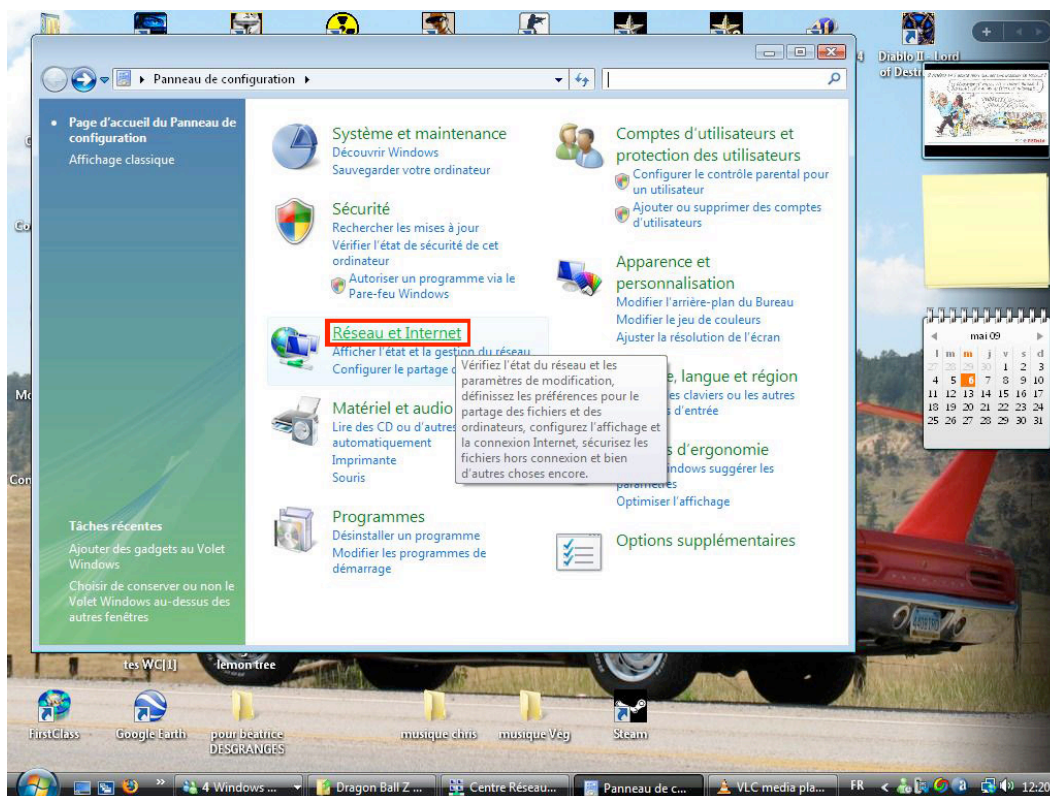 Diablo II - Lord
of Desti
Panneau de configuration
Page d'accueil du Panneau de
configuration
Affichage classique
Système et maintenance
Découvrir Windows
Sauvegarder votre ordinateur
Sécurité
Rechercher les mises à jour
Vérifier l'état de sécurité de cet
ordinateur
Autoriser un programme via le
Pare-feu Windows
Réseau et Internet
Afficher l'état et la gestion du réseau
Configurer le partage
Vérifiez l'état du réseau et les
paramètres de modification,
définissez les préférences pour le
partage des fichiers et des
ordinateurs, configurez l'affichage et
la connexion Internet, sécurisez les
fichiers hors connexion et bien
d'autres choses encore.
Matériel et audio
Lire des CD ou d'autres
automatiquement
Imprimante
Souris
Programmes
Désinstaller un programme
Modifier les programmes de
démarrage
Comptes d'utilisateurs et
protection des utilisateurs
Configurer le contrôle parental pour
un utilisateur
Ajouter ou supprimer des comptes
d'utilisateurs
Apparence et
personnalisation
Modifier l'arrière-plan du Bureau
Modifier le jeu de couleurs
Ajuster la résolution de l'écran
, langue et région
es claviers ou les autres
d'entrée
s d'ergonomie
indows suggérer les
paramètres
Optimiser l'affichage
Options supplémentaires
Tâches récentes
Ajouter des gadgets au Volet
Windows
Choisir de conserver ou non le
Volet Windows au-dessus des
autres fenêtres
mai 09
l m m j v s d
27 28 29 30 1 2 3
4 5 6 7 8 9 10
11 12 13 14 15 16 17
18 19 20 21 22 23 24
25 26 27 28 29 30 31
tes WC[1]
lemon tree
FirstClass
Google Earth
pour beatrice
DESGRANGES
musique chris
musique Veg
Steam
4 Windows ...
Dragon Ball Z ...
Centre Réseau...
Panneau de c...
VLC media pla...
FR
12:20